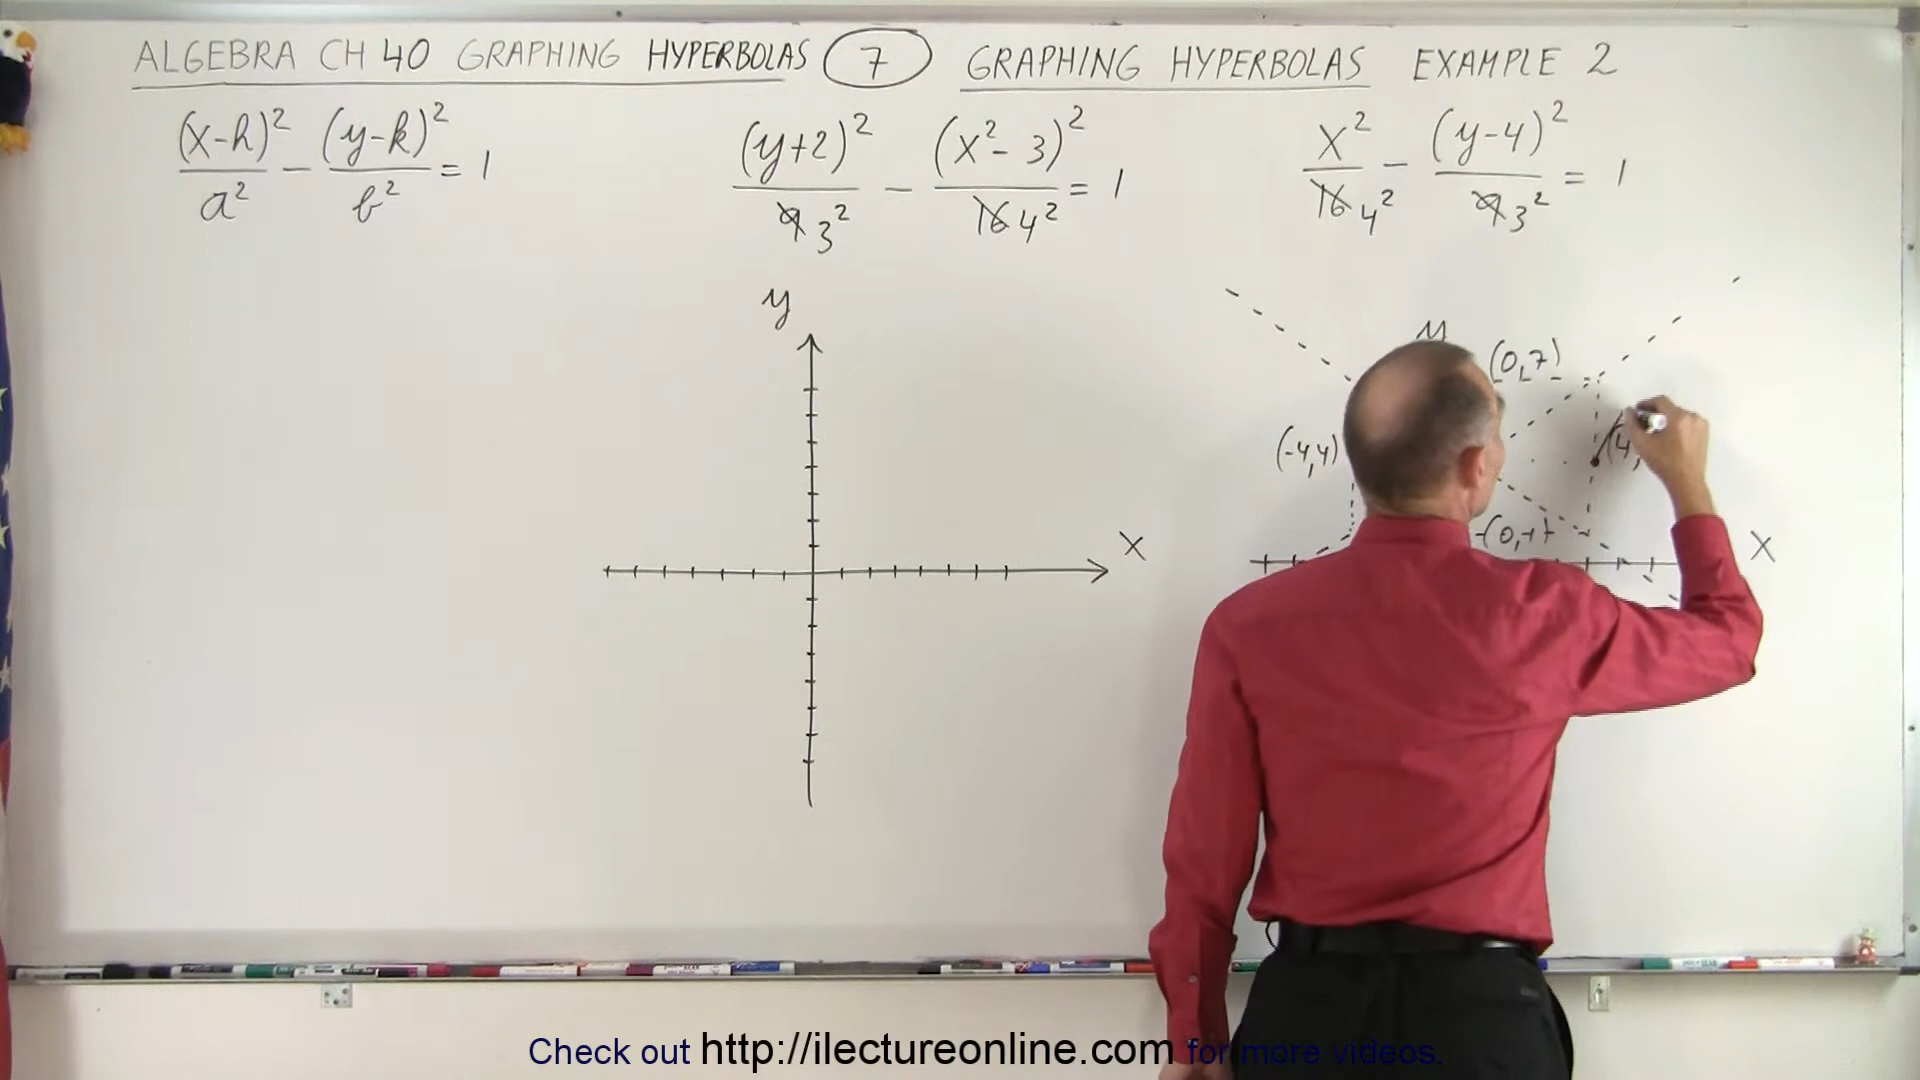 ALGEBRA CH 40 GRAPHING HYPERBOLAS 7 GRAPHING HYPERBOLAS EXAMPLE 2
(x-h)²/a² - (y-k)²/b² = 1
(y+2)²/9 3² - (x²-3)²/16 4² = 1
x²/16 4² - (y-4)²/9 3² = 1
y
x
y
(0,7)
(-4,4)
(4,
(0,1)
x
Check out http://ilectureonline.com for more videos.